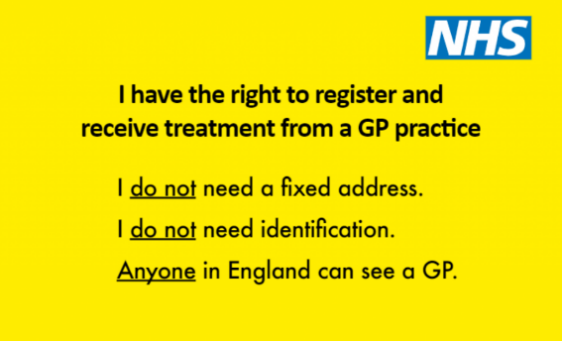 NHS
I have the right to register and
receive treatment from a GP practice
I do not need a fixed address.
I do not need identification.
Anyone in England can see a GP.